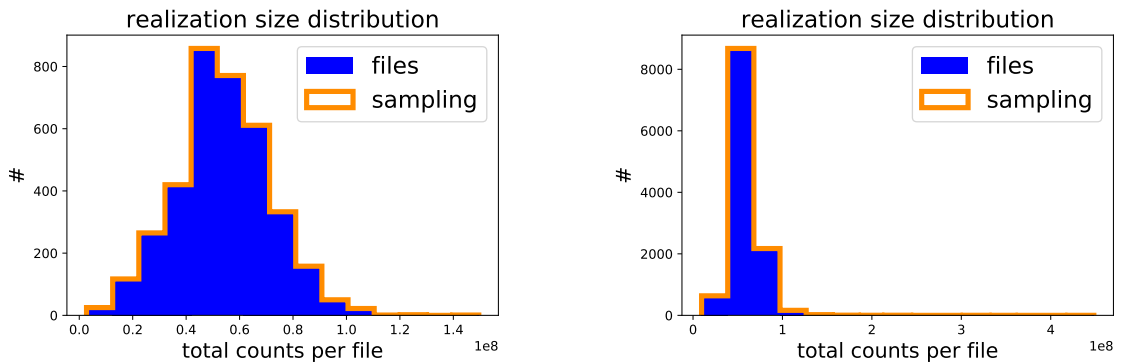 realization size distribution
files
sampling
#
800
600
400
200
0
0.0 0.2 0.4 0.6 0.8 1.0 1.2 1.4
1e8
total counts per file
realization size distribution
files
sampling
#
8000
6000
4000
2000
0
0 1 2 3 4
1e8
total counts per file